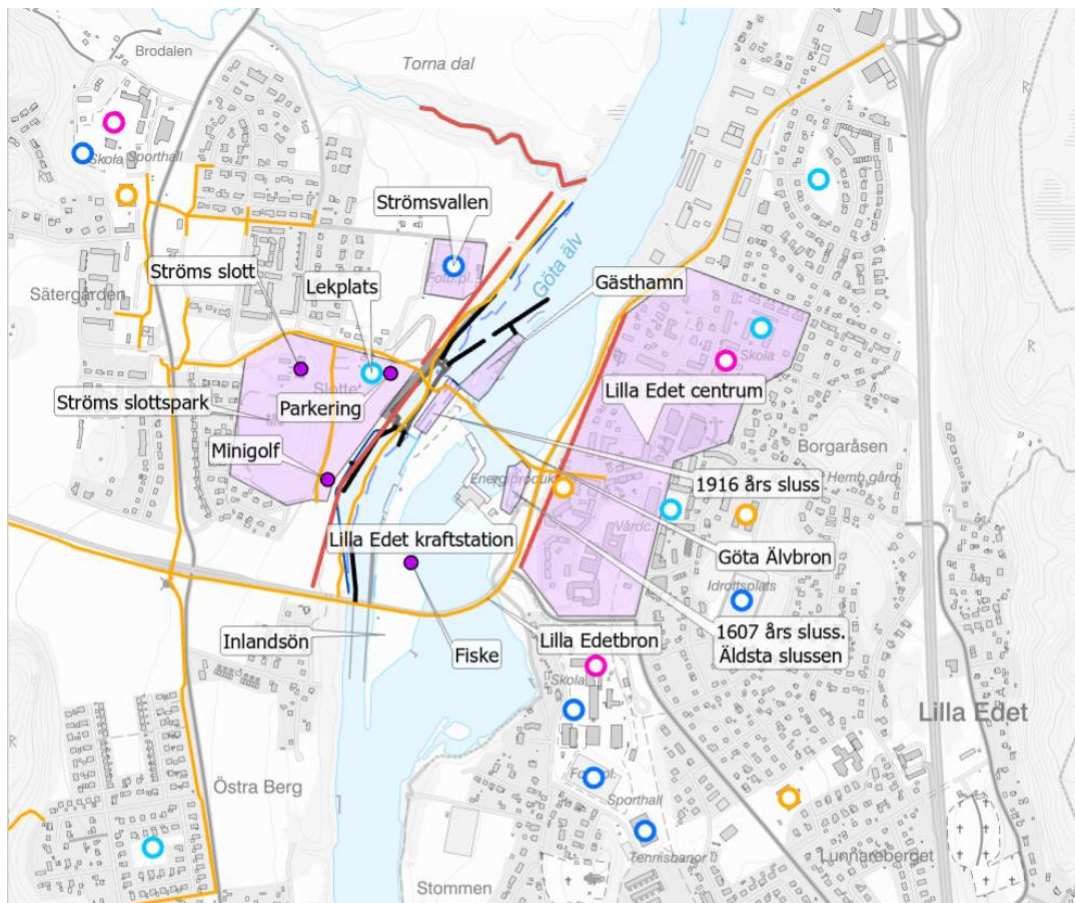 Brodalen
Torna dal
Skola
Sporthall
Strömsvallen
Fotb.pl.
Ströms slott
Lekplats
Göta älv
Gästhamn
Sätergården
Skola
Lilla Edet centrum
Ströms slottspark
Parkering
Borgaråsen
Minigolf
1916 års sluss
Hemb.gård
Lilla Edet kraftstation
Vårdc.
Göta Älvbron
Idrottsplats
Inlandsön
Fiske
Lilla Edetbron
1607 års sluss.
Äldsta slussen
Skola
Lilla Edet
Östra Berg
Fotb.pl.
Sporthall
Tennisbanor
Lunnareberget
Stommen